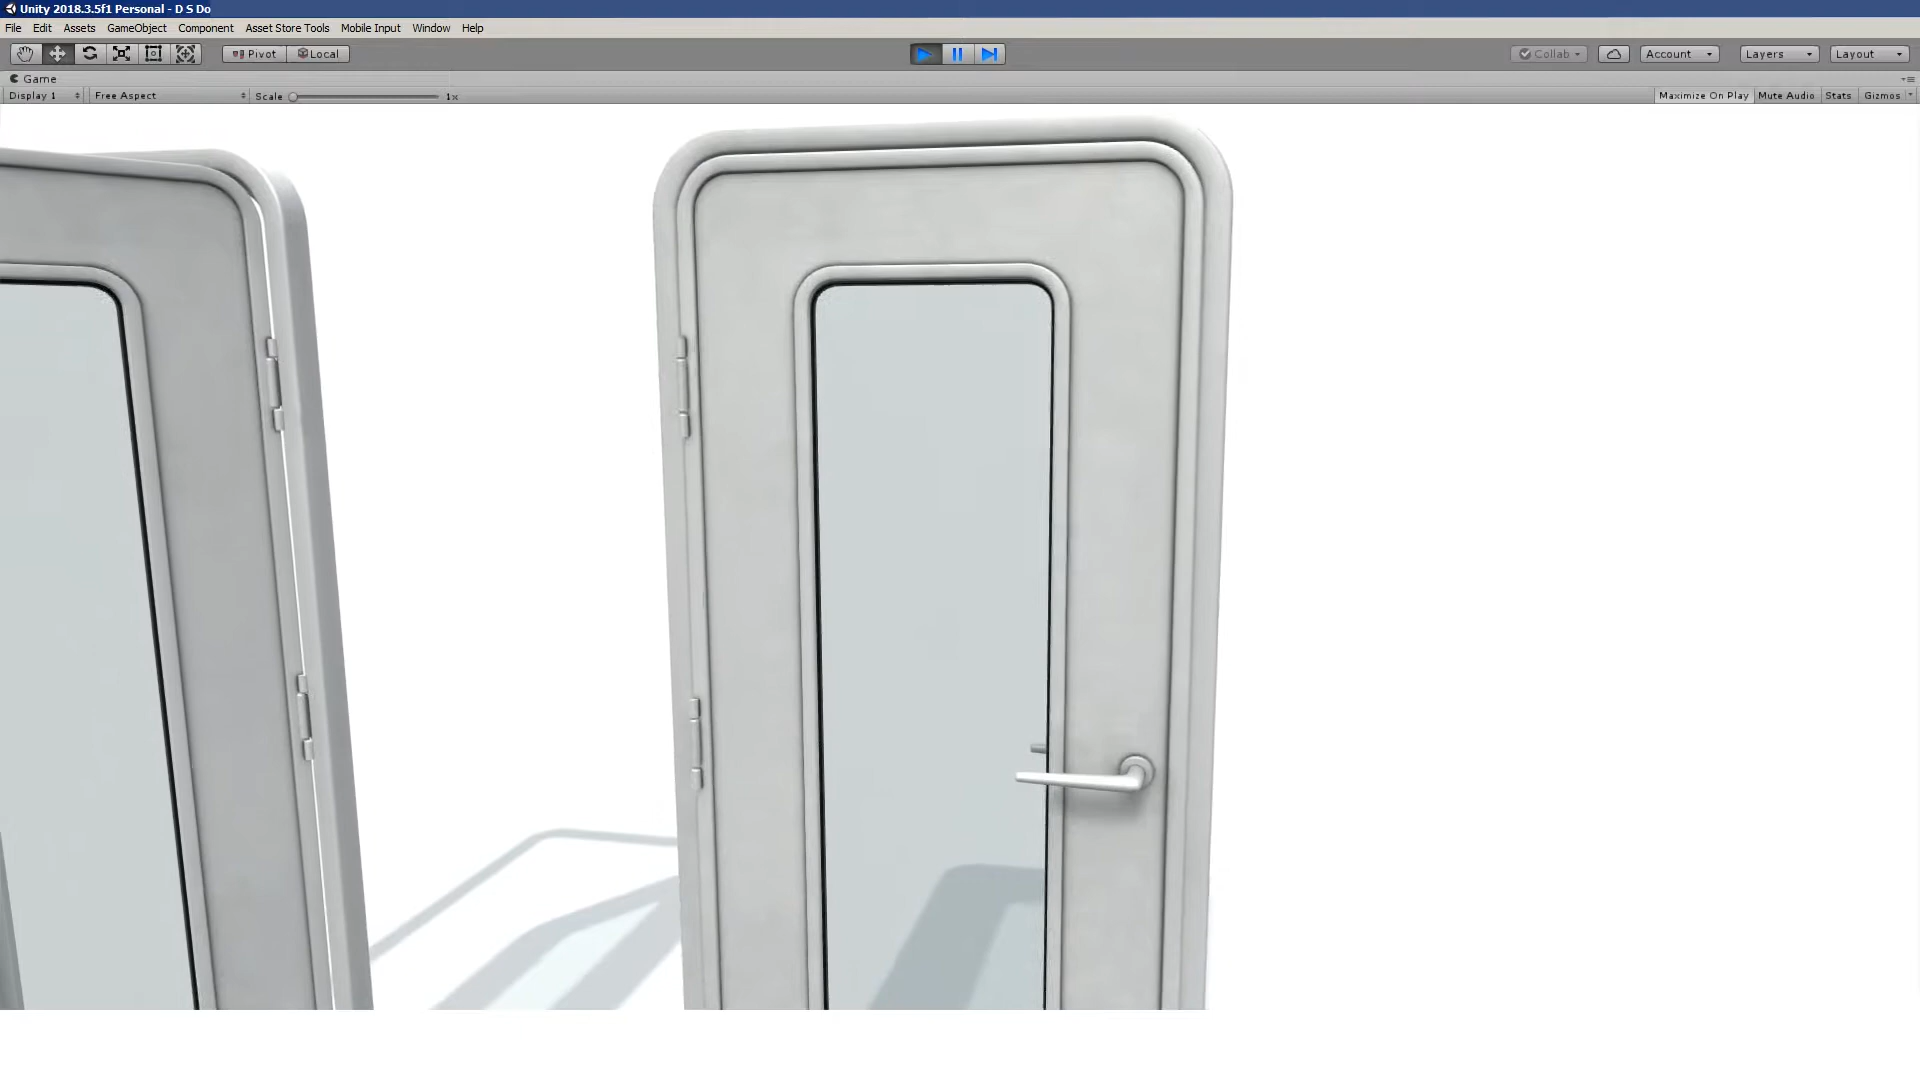 Unity 2018.3.5f1 Personal - D S Do
File Edit Assets GameObject Component Asset Store Tools Mobile Input Window Help
Pivot Local Collab Account Layers Layout
Game
Display 1 Free Aspect Scale 1x Maximize On Play Mute Audio Stats Gizmos